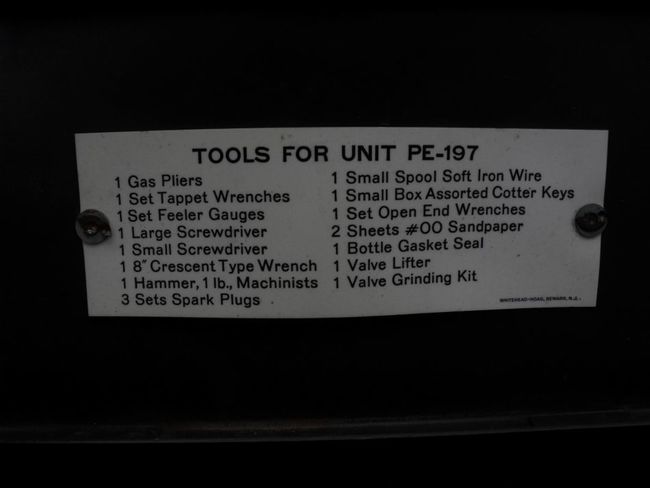 TOOLS FOR UNIT PE-197
1 Gas Pliers
1 Set Tappet Wrenches
1 Set Feeler Gauges
1 Large Screwdriver
1 Small Screwdriver
1 8" Crescent Type Wrench
1 Hammer, 1 lb., Machinists
3 Sets Spark Plugs
1 Small Spool Soft Iron Wire
1 Small Box Assorted Cotter Keys
1 Set Open End Wrenches
2 Sheets #00 Sandpaper
1 Bottle Gasket Seal
1 Valve Lifter
1 Valve Grinding Kit
WHITEHEAD-HOAG, NEWARK, N.J.